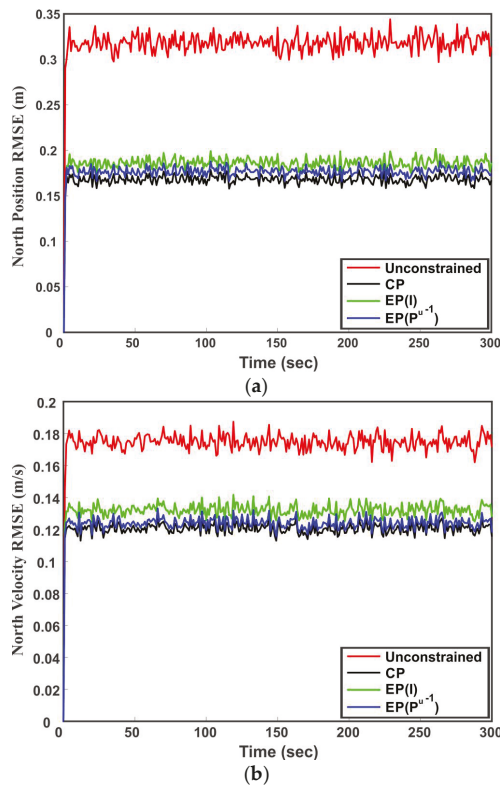 0.35
0.3
0.25
0.2
0.15
0.1
0.05
0
North Position RMSE (m)
Unconstrained
CP
EP(I)
EP(Pᵘ⁻¹)
0 50 100 150 200 250 300
Time (sec)
(a)
0.2
0.18
0.16
0.14
0.12
0.1
0.08
0.06
0.04
0.02
0
North Velocity RMSE (m/s)
Unconstrained
CP
EP(I)
EP(Pᵘ⁻¹)
0 50 100 150 200 250 300
Time (sec)
(b)